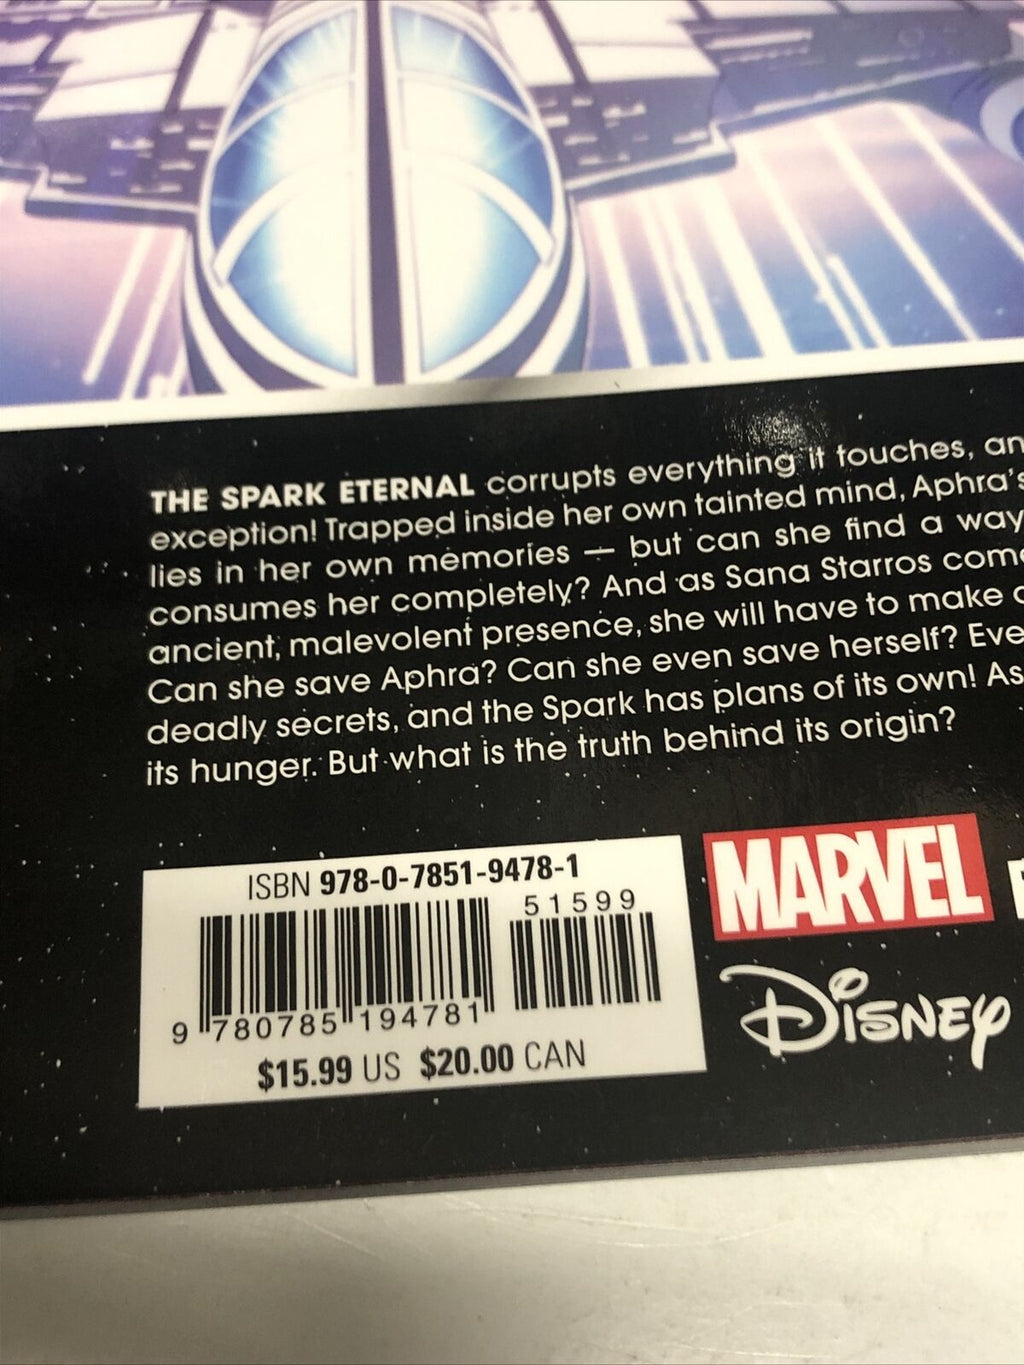 THE SPARK ETERNAL corrupts everything it touches, an
exception! Trapped inside her own tainted mind, Aphra's
lies in her own memories — but can she find a way
consumes her completely? And as Sana Starros com
ancient, malevolent presence, she will have to make
Can she save Aphra? Can she even save herself? Eve
deadly secrets, and the Spark has plans of its own! As
its hunger. But what is the truth behind its origin?
ISBN 978-0-7851-9478-1
51599
9 780785 194781
$15.99 US $20.00 CAN
MARVEL
DISNEY